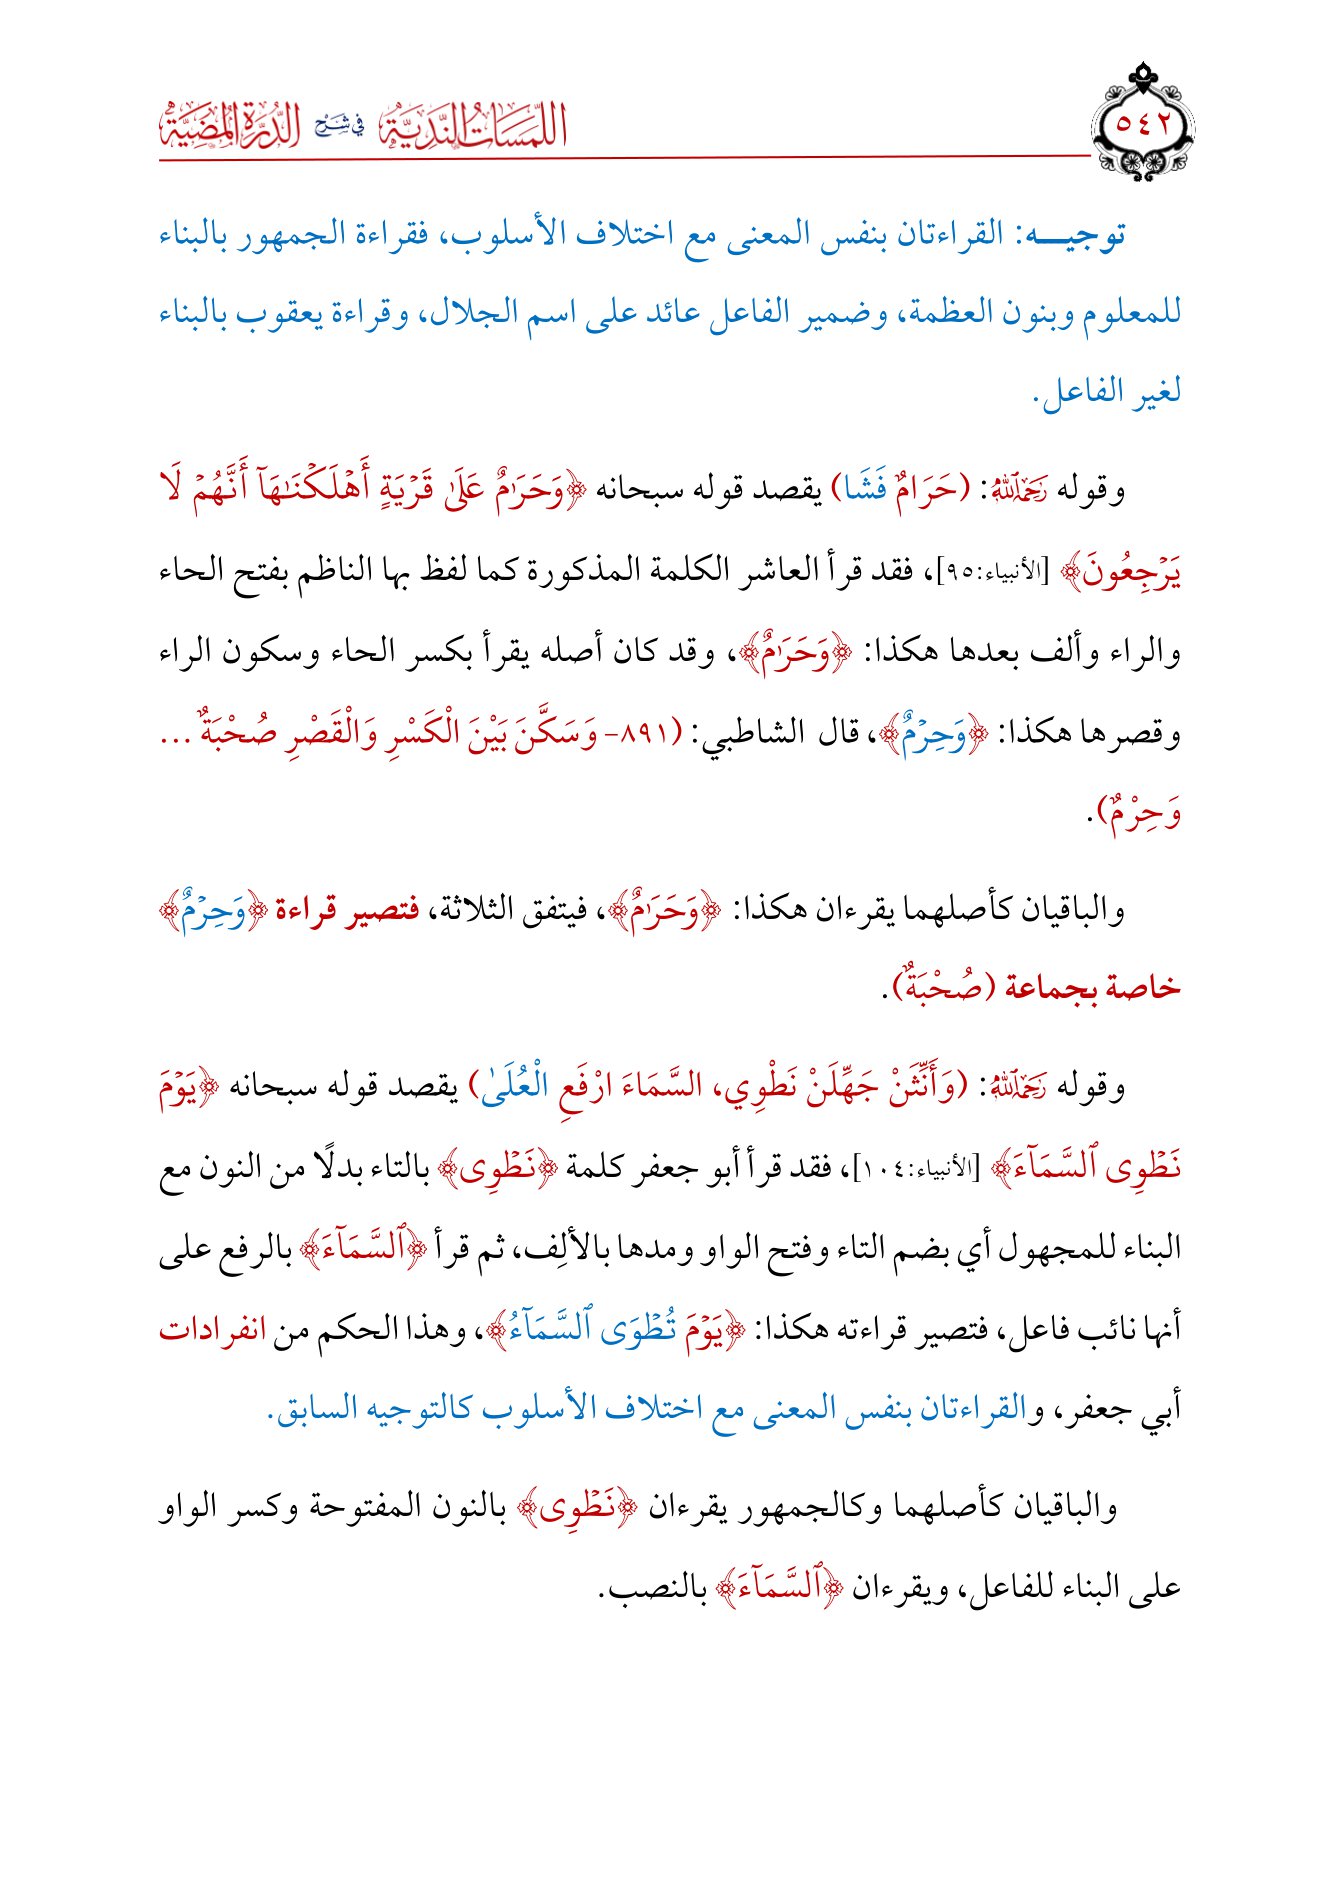 ٥٤٢
اللمسات الندية في شرح الدرة المضية
توجيـــه: القراءتان بنفس المعنى مع اختلاف الأسلوب، فقراءة الجمهور بالبناء
للمعلوم وبنون العظمة، وضمير الفاعل عائد على اسم الجلال، وقراءة يعقوب بالبناء
لغير الفاعل.
وقوله رَحِمَهُ ٱللَّهُ: (حَرَامٌ فَشَا) يقصد قوله سبحانه ﴿وَحَرَٰمٌ عَلَىٰ قَرْيَةٍ أَهْلَكْنَٰهَآ أَنَّهُمْ لَا
يَرْجِعُونَ﴾ [الأنبياء:٩٥]، فقد قرأ العاشر الكلمة المذكورة كما لفظ بها الناظم بفتح الحاء
والراء وألف بعدها هكذا: ﴿وَحَرَٰمٌ﴾، وقد كان أصله يقرأ بكسر الحاء وسكون الراء
وقصرها هكذا: ﴿وَحِرْمٌ﴾، قال الشاطبي: (٨٩١- وَسَكَّنَ بَيْنَ الْكَسْرِ وَالْقَصْرِ صُحْبَةٌ ...
وَحِرْمٌ).
والباقيان كأصلهما يقرءان هكذا: ﴿وَحَرَٰمٌ﴾، فيتفق الثلاثة، فتصير قراءة ﴿وَحِرْمٌ﴾
خاصة بجماعة (صُحْبَةٌ).
وقوله رَحِمَهُ ٱللَّهُ: (وَأَنِّثَنْ جَهِّلَنْ نَطْوِي، السَّمَاءَ ارْفَعِ الْعُلَىٰ) يقصد قوله سبحانه ﴿يَوْمَ
نَطْوِى ٱلسَّمَآءَ﴾ [الأنبياء:١٠٤]، فقد قرأ أبو جعفر كلمة ﴿نَطْوِى﴾ بالتاء بدلًا من النون مع
البناء للمجهول أي بضم التاء وفتح الواو ومدها بالألِف، ثم قرأ ﴿ٱلسَّمَآءَ﴾ بالرفع على
أنها نائب فاعل، فتصير قراءته هكذا: ﴿يَوْمَ تُطْوَى ٱلسَّمَآءُ﴾، وهذا الحكم من انفرادات
أبي جعفر، والقراءتان بنفس المعنى مع اختلاف الأسلوب كالتوجيه السابق.
والباقيان كأصلهما وكالجمهور يقرءان ﴿نَطْوِى﴾ بالنون المفتوحة وكسر الواو
على البناء للفاعل، ويقرءان ﴿ٱلسَّمَآءَ﴾ بالنصب.